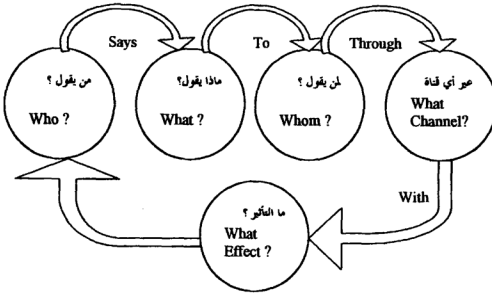 Says
To
Through
من يقول ؟
Who ?
ماذا يقول؟
What ?
لمن يقول ؟
Whom ?
عبر أي قناة
What
Channel?
With
ما التأثير ؟
What
Effect ?